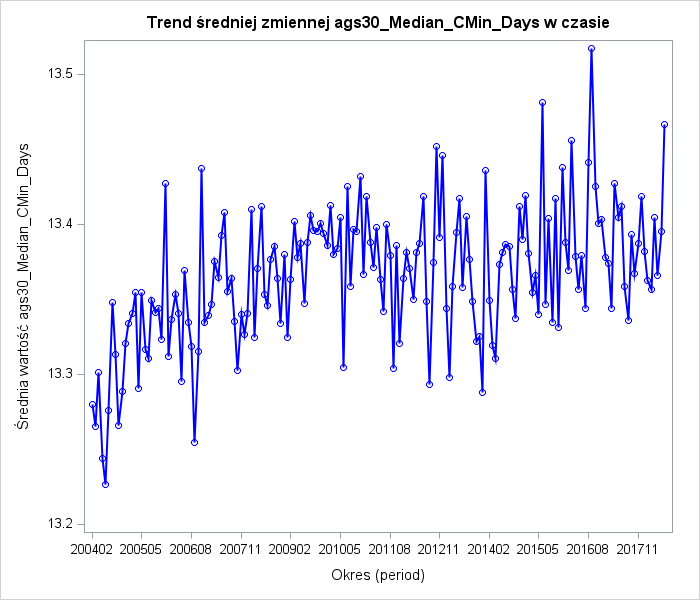 Trend średniej zmiennej ags30_Median_CMin_Days w czasie
Średnia wartość ags30_Median_CMin_Days
13.5
13.4
13.3
13.2
200402 200505 200608 200711 200902 201005 201108 201211 201402 201505 201608 201711
Okres (period)